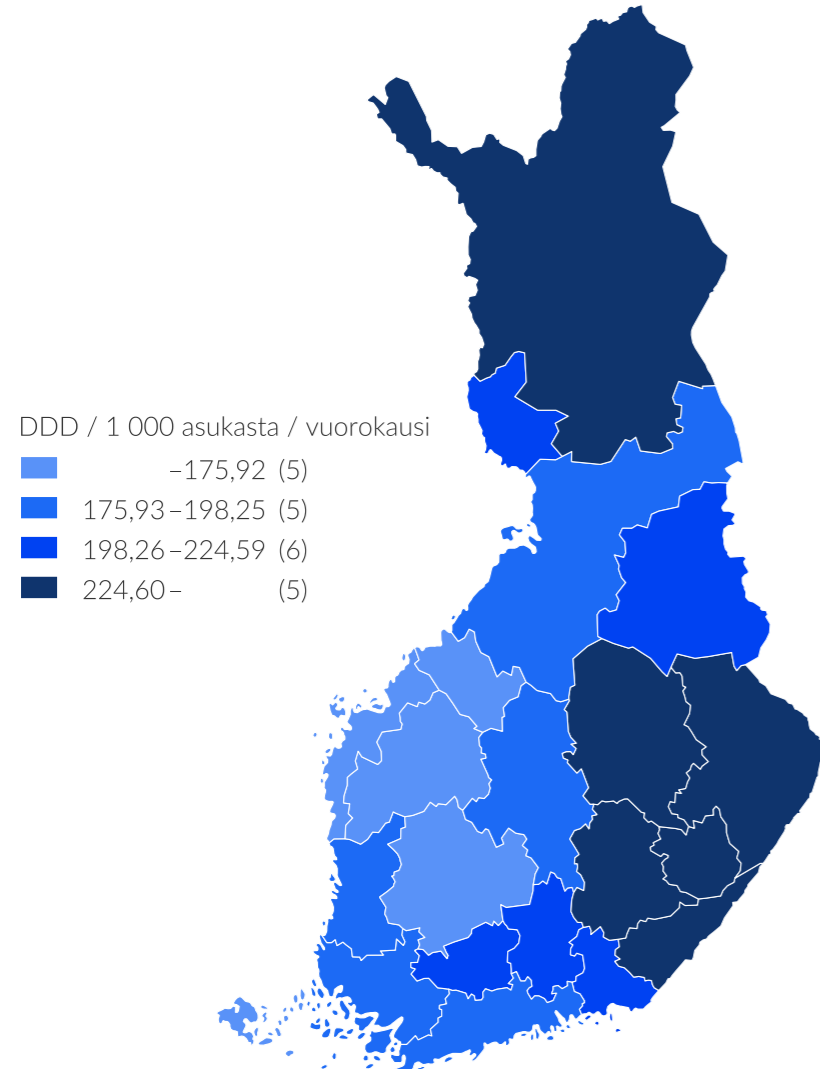 DDD / 1 000 asukasta / vuorokausi
–175,92 (5)
175,93–198,25 (5)
198,26–224,59 (6)
224,60– (5)